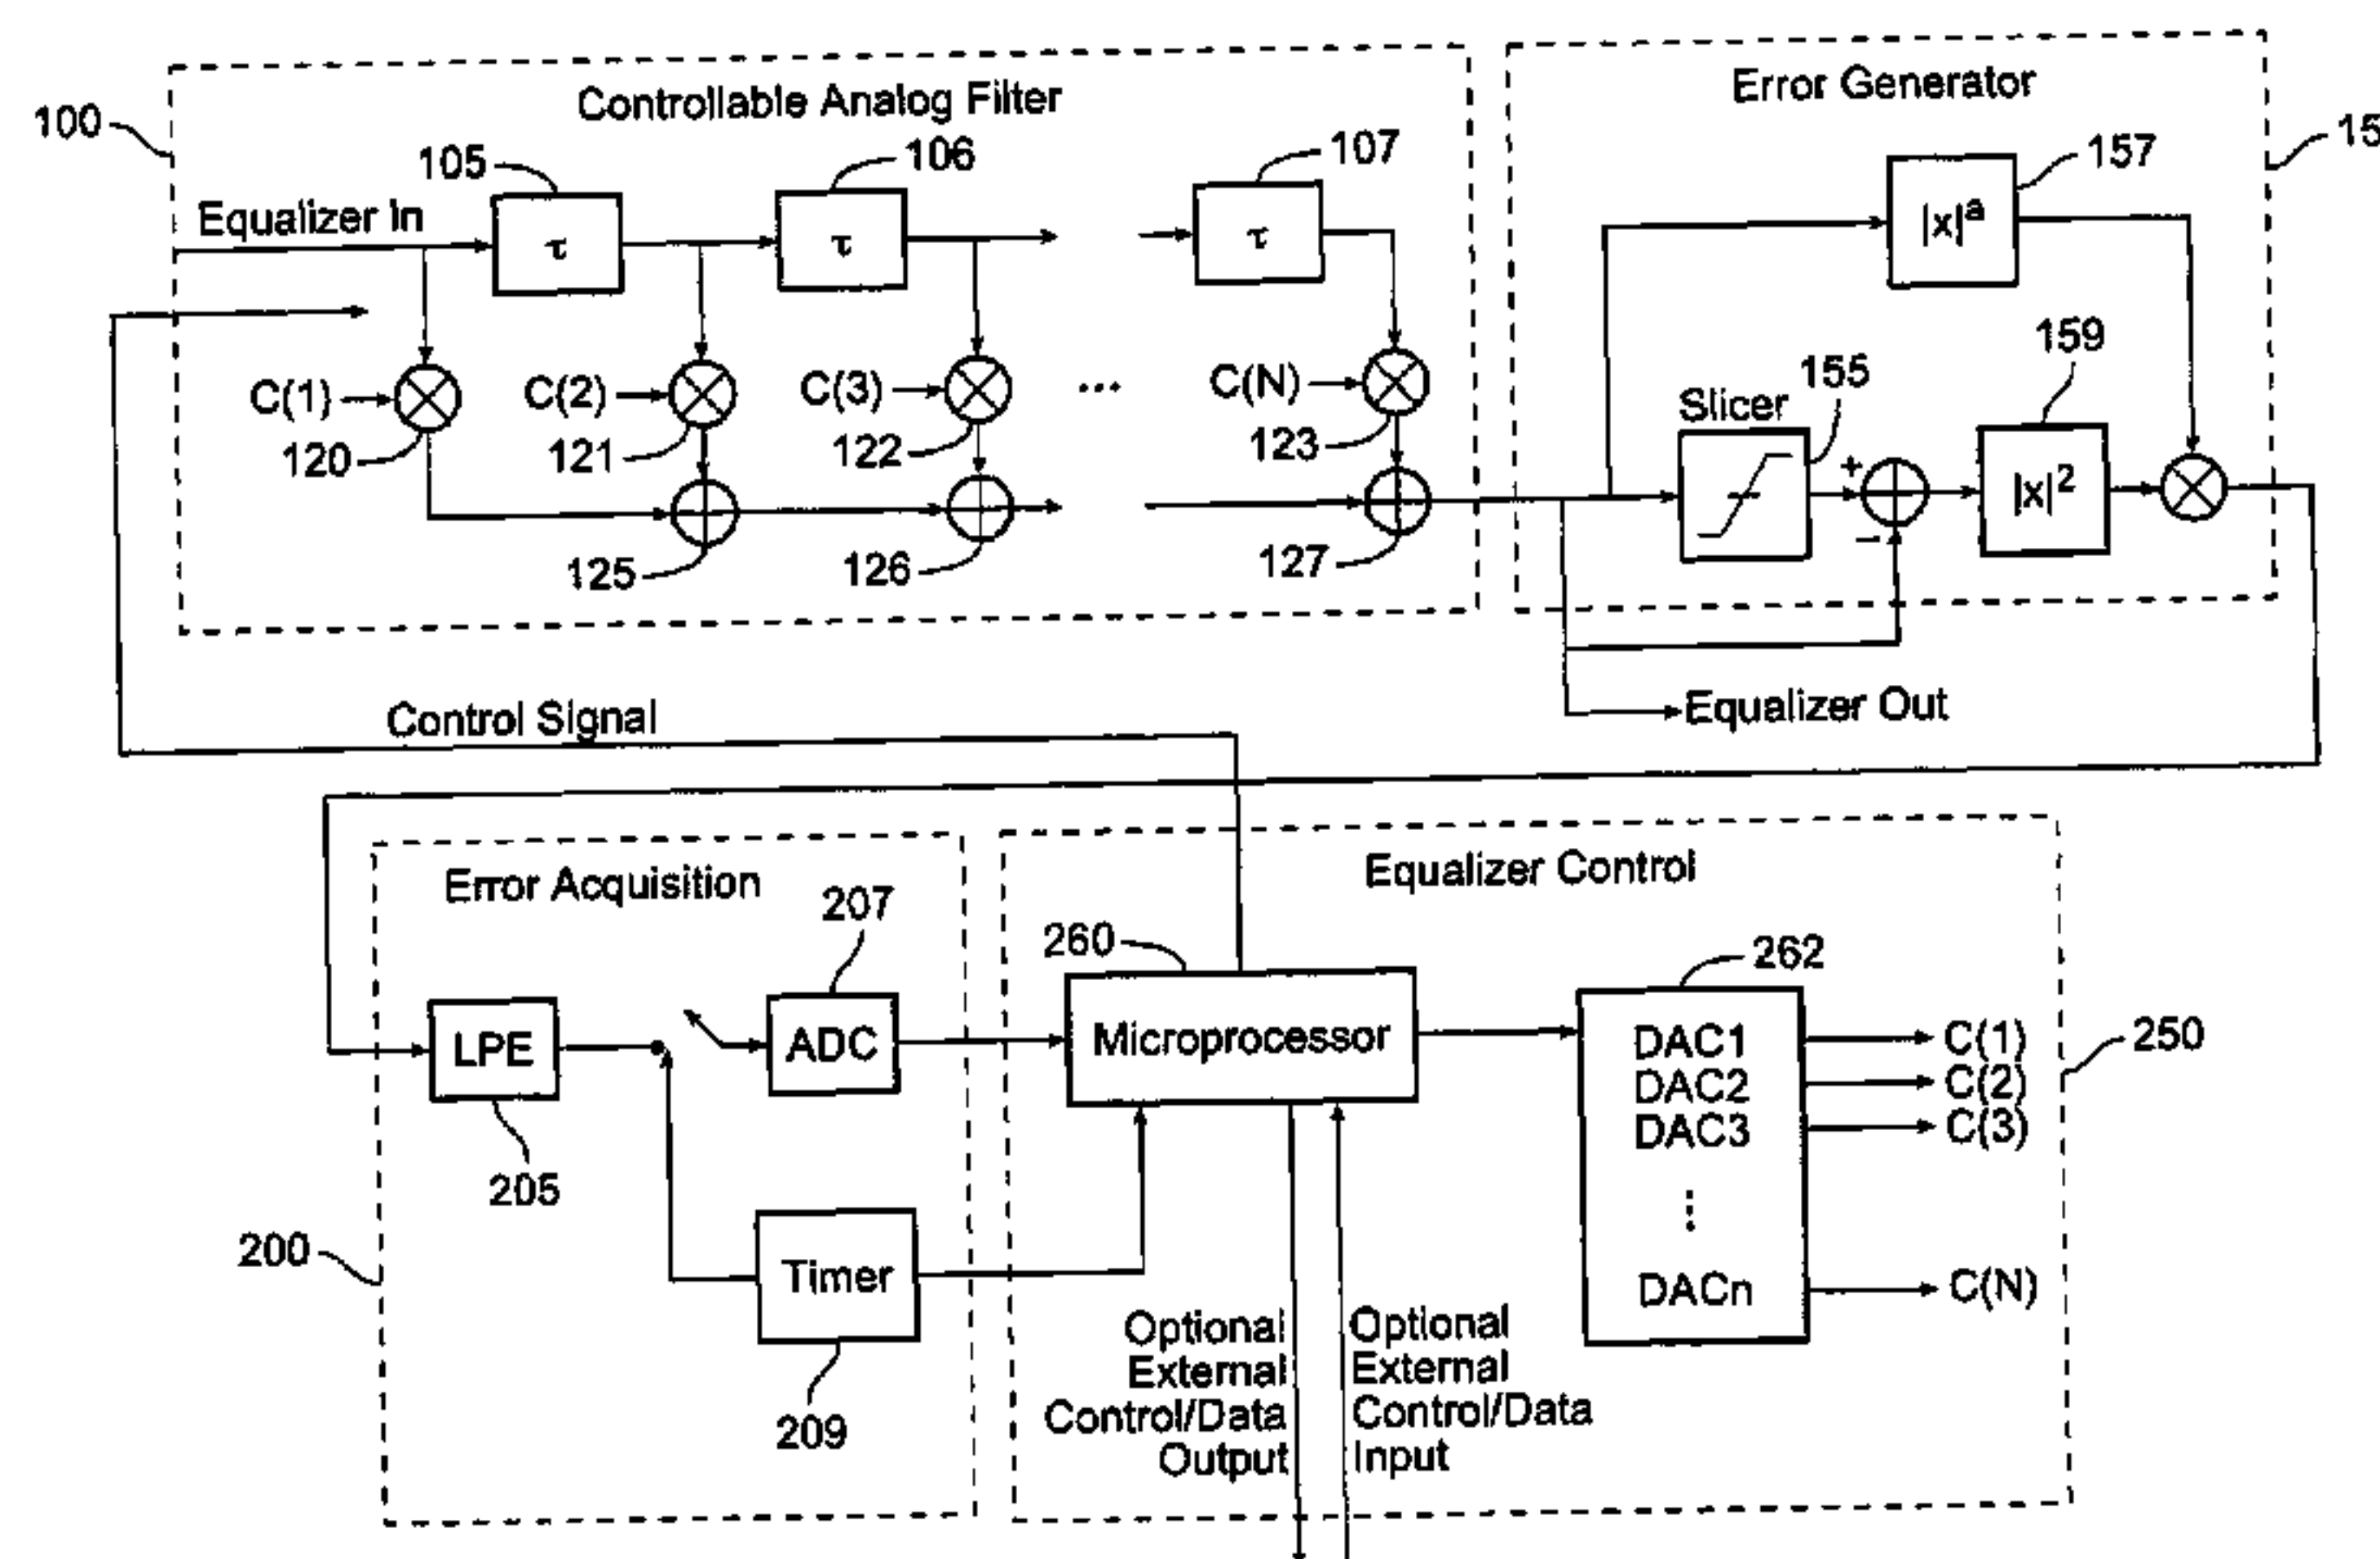 Controllable Analog Filter
Error Generator
100
105
106
107
157
Equalizer In
τ
τ
τ
|x|ᵃ
159
155
C(1)
C(2)
C(3)
...
C(N)
Slicer
+
|x|²
120
121
122
123
−
125
126
127
Control Signal
Equalizer Out
Error Acquisition
Equalizer Control
207
260
262
LPE
ADC
Microprocessor
DAC1
C(1)
250
DAC2
C(2)
DAC3
C(3)
205
200
Timer
DACn
C(N)
209
Optional
External
Control/Data
Output
Optional
External
Control/Data
Input